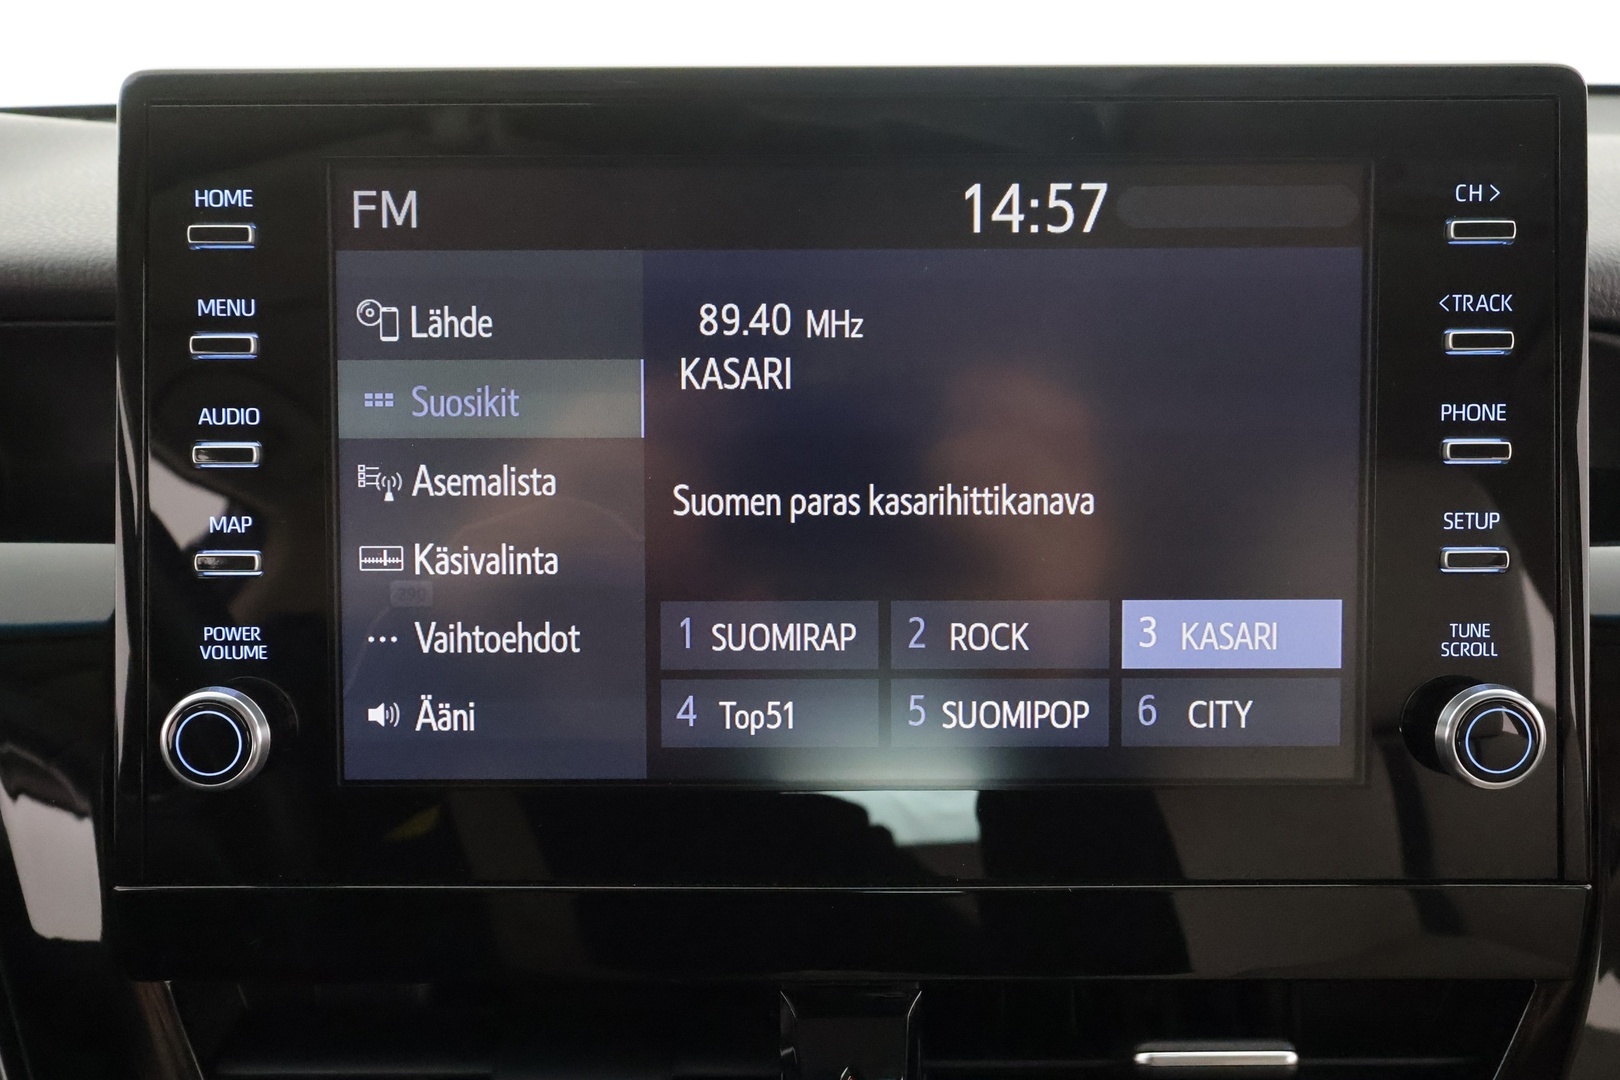 FM 14:57
HOME
MENU
AUDIO
MAP
POWER
VOLUME
Lähde
Suosikit
Asemalista
Käsivalinta
Vaihtoehdot
Ääni
89.40 MHz
KASARI
Suomen paras kasarihittikanava
1 SUOMIRAP
2 ROCK
3 KASARI
4 Top51
5 SUOMIPOP
6 CITY
CH >
< TRACK
PHONE
SETUP
TUNE
SCROLL